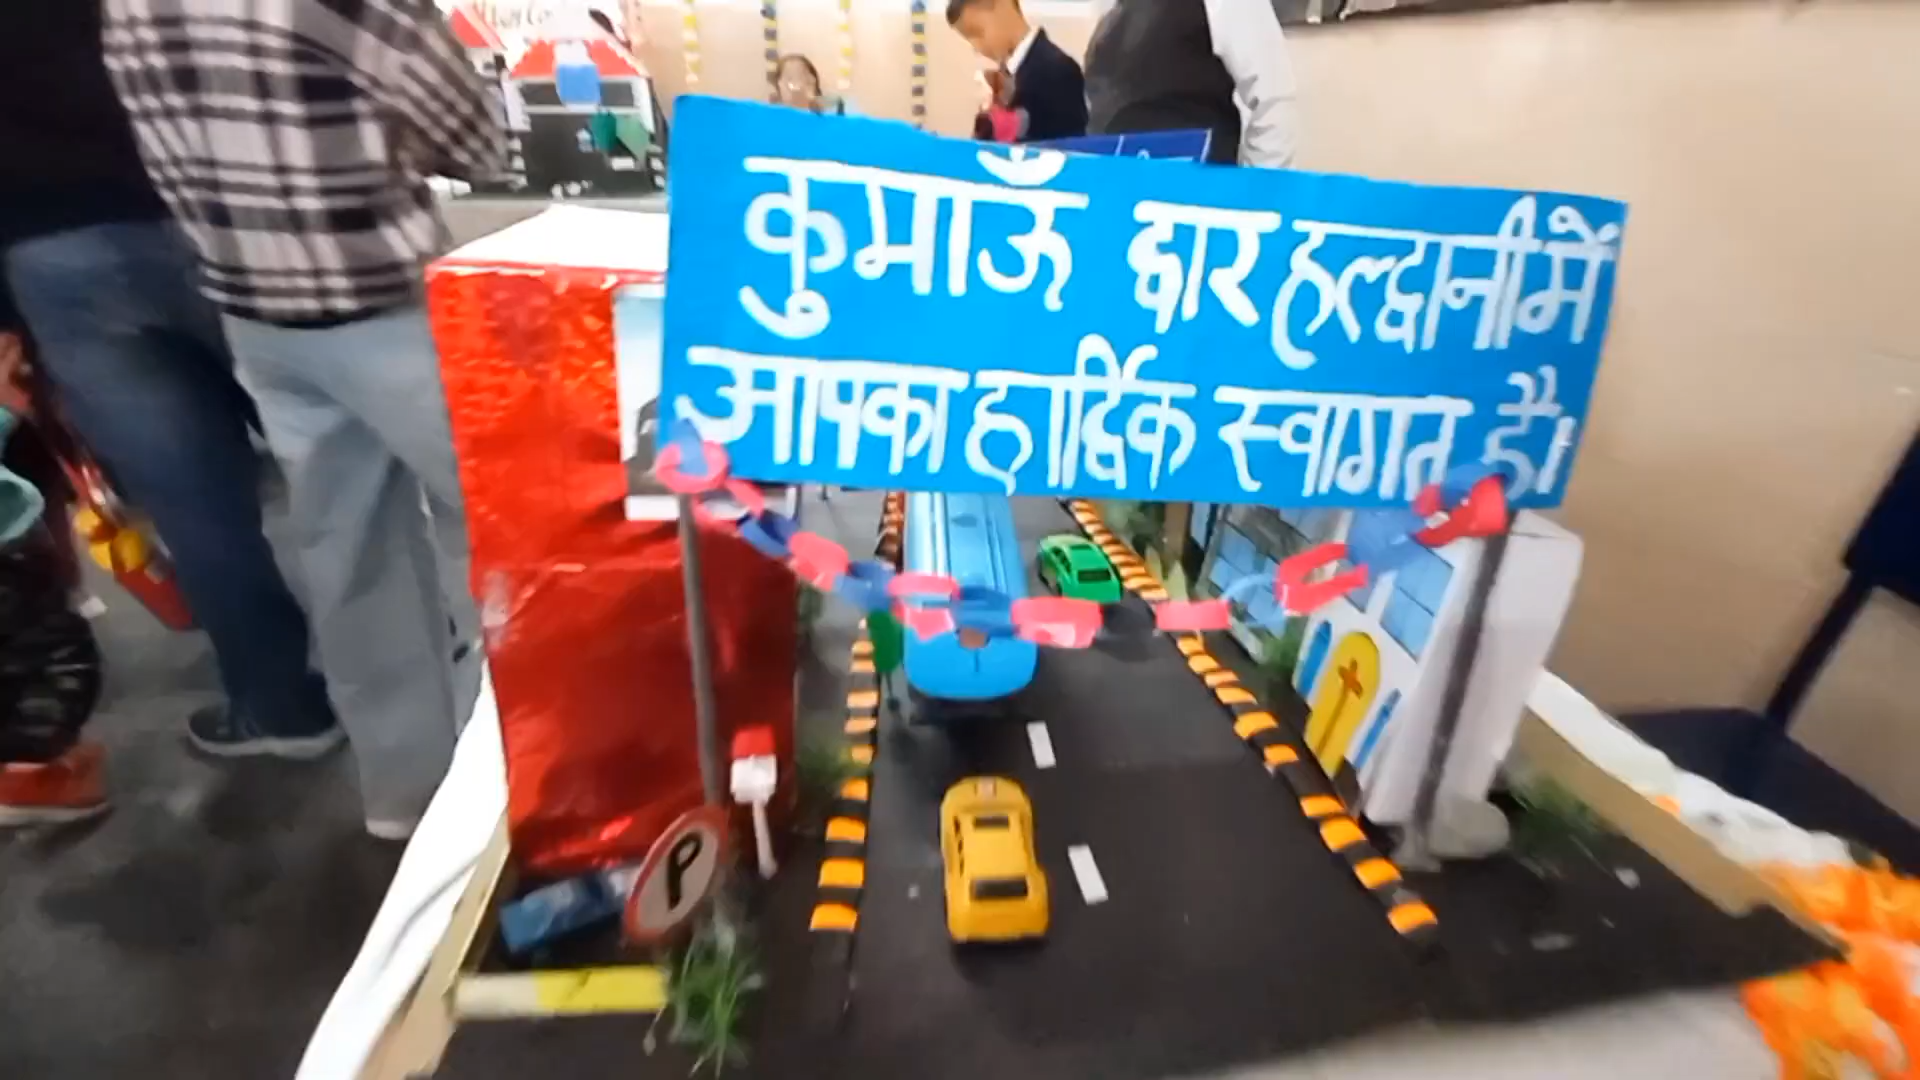 कुमाऊँ द्वार हल्द्वानी में
आपका हार्द्विक स्वागत है।
P